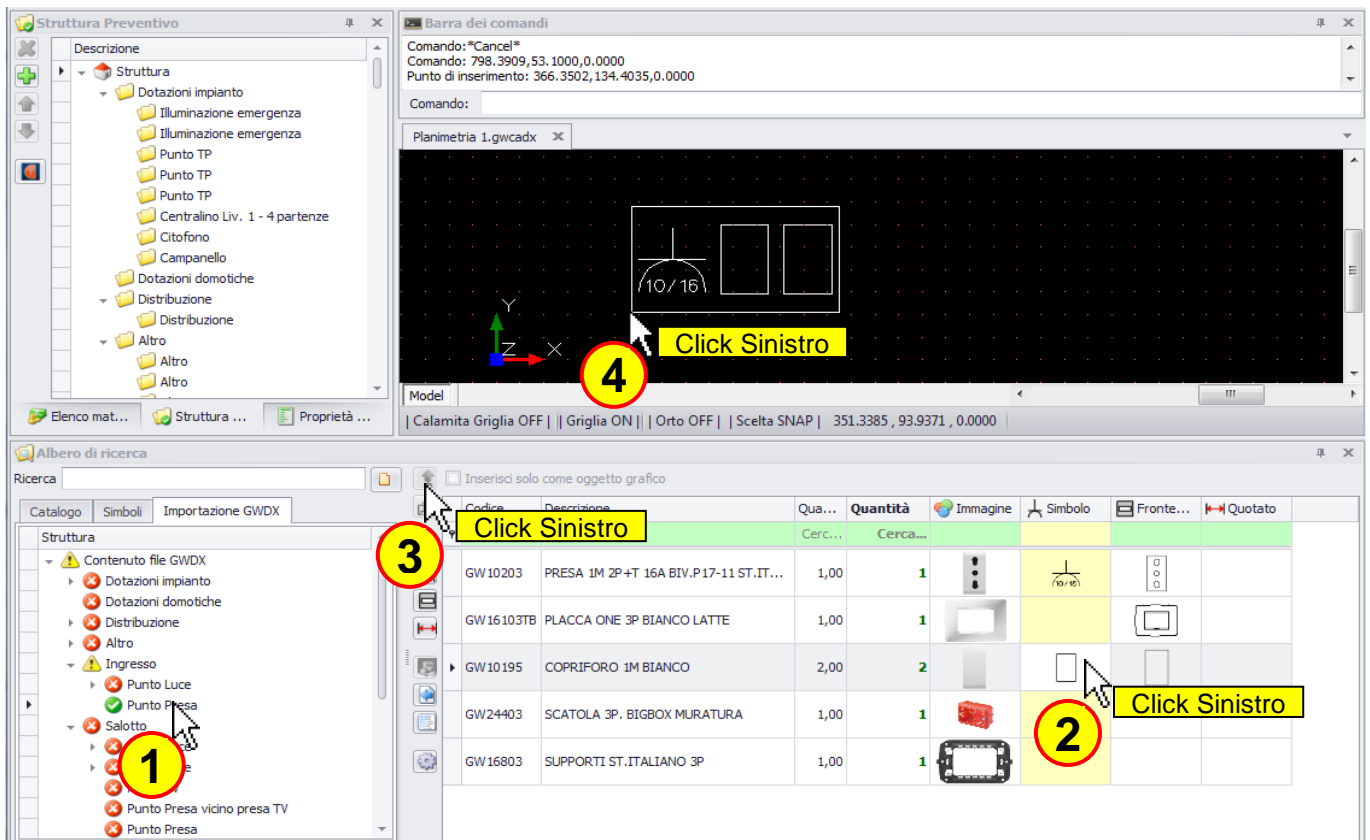 Struttura Preventivo
Descrizione
Struttura
Dotazioni impianto
Illuminazione emergenza
Illuminazione emergenza
Punto TP
Punto TP
Punto TP
Centralino Liv. 1 - 4 partenze
Citofono
Campanello
Dotazioni domotiche
Distribuzione
Distribuzione
Altro
Altro
Altro
Elenco mat... Struttura ... Proprietà ...
Barra dei comandi
Comando:*Cancel*
Comando: 798.3909,53.1000,0.0000
Punto di inserimento: 366.3502,134.4035,0.0000
Comando:
Planimetria 1.gwcadx
10/16
Y
Z X
4 Click Sinistro
Model
| Calamita Griglia OFF | | Griglia ON | | Orto OFF | | Scelta SNAP | 351.3385 , 93.9371 , 0.0000
Albero di ricerca
Ricerca
Catalogo Simboli Importazione GWDX
Struttura
Contenuto file GWDX
Dotazioni impianto
Dotazioni domotiche
Distribuzione
Altro
Ingresso
Punto Luce
Punto Presa
Salotto
1
Punto Presa vicino presa TV
Punto Presa
Inserisci solo come oggetto grafico
Codice Descrizione Qua... Quantità Immagine Simbolo Fronte... Quotato
3 Click Sinistro
Cerc... Cerca...
GW10203 PRESA 1M 2P+T 16A BIV.P17-11 ST.IT... 1,00 1 (10/16)
GW16103TB PLACCA ONE 3P BIANCO LATTE 1,00 1
GW10195 COPRIFORO 1M BIANCO 2,00 2
Click Sinistro
GW24403 SCATOLA 3P. BIGBOX MURATURA 1,00 1
2
GW16803 SUPPORTI ST.ITALIANO 3P 1,00 1